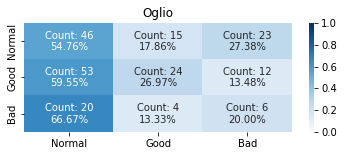 Oglio
Normal
Count: 46
54.76%
Count: 15
17.86%
Count: 23
27.38%
Good
Count: 53
59.55%
Count: 24
26.97%
Count: 12
13.48%
Bad
Count: 20
66.67%
Count: 4
13.33%
Count: 6
20.00%
Normal
Good
Bad
1.0
0.8
0.6
0.4
0.2
0.0